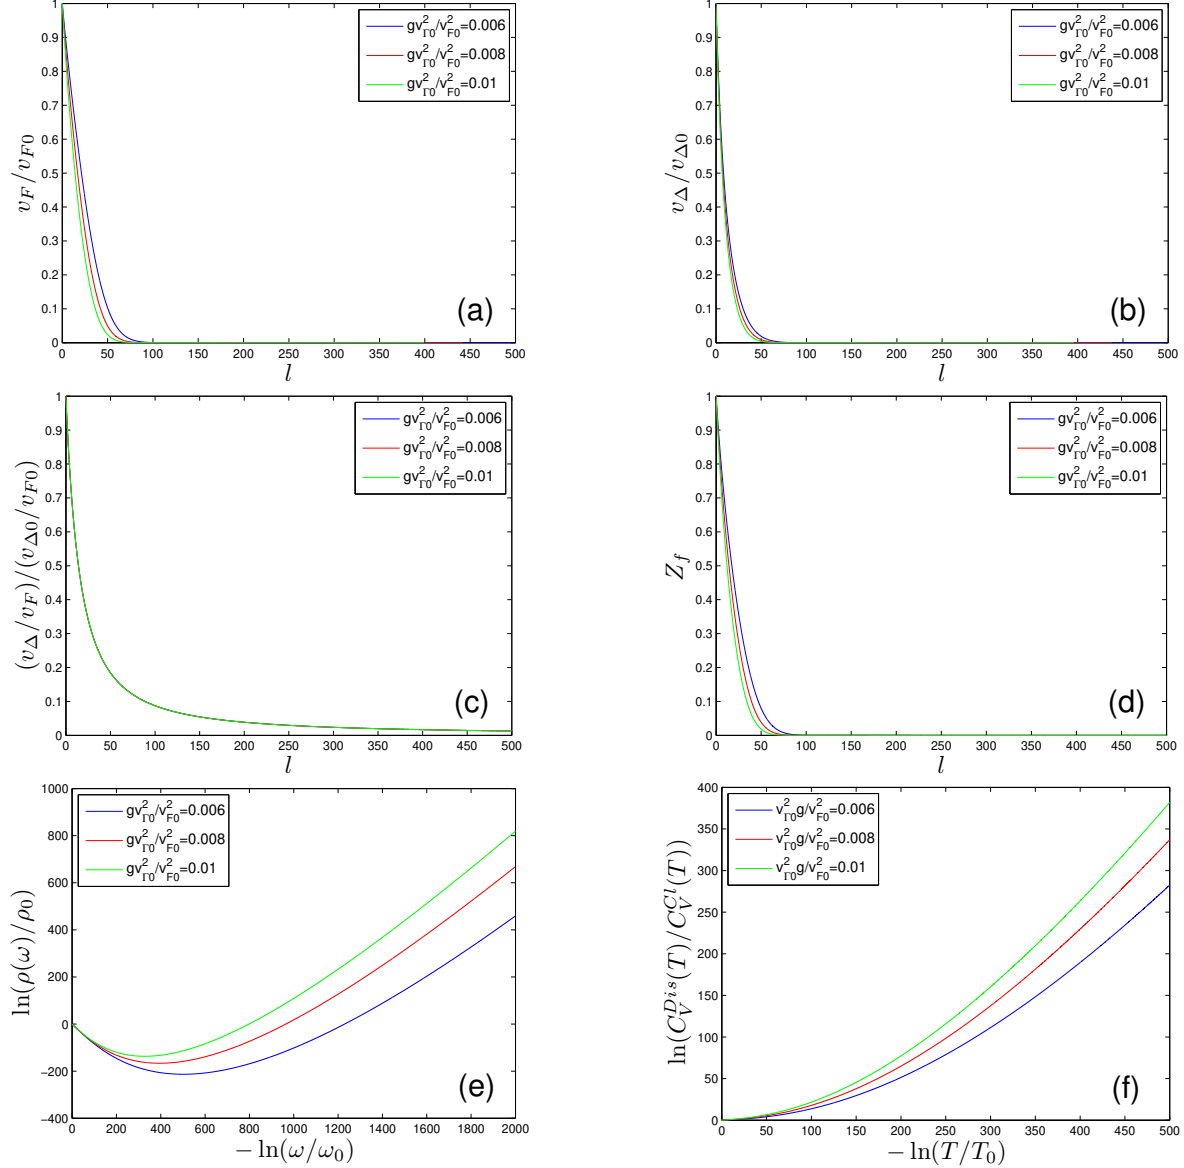 gv²_Γ0/v²_F0=0.006
gv²_Γ0/v²_F0=0.008
gv²_Γ0/v²_F0=0.01
v_F/v_F0
1
0.9
0.8
0.7
0.6
0.5
0.4
0.3
0.2
0.1
0
0 50 100 150 200 250 300 350 400 450 500
l
(a)
gv²_Γ0/v²_F0=0.006
gv²_Γ0/v²_F0=0.008
gv²_Γ0/v²_F0=0.01
v_Δ/v_Δ0
1
0.9
0.8
0.7
0.6
0.5
0.4
0.3
0.2
0.1
0
0 50 100 150 200 250 300 350 400 450 500
l
(b)
gv²_Γ0/v²_F0=0.006
gv²_Γ0/v²_F0=0.008
gv²_Γ0/v²_F0=0.01
(v_Δ/v_F)/(v_Δ0/v_F0)
1
0.9
0.8
0.7
0.6
0.5
0.4
0.3
0.2
0.1
0
0 50 100 150 200 250 300 350 400 450 500
l
(c)
gv²_Γ0/v²_F0=0.006
gv²_Γ0/v²_F0=0.008
gv²_Γ0/v²_F0=0.01
Z_f
1
0.9
0.8
0.7
0.6
0.5
0.4
0.3
0.2
0.1
0
0 50 100 150 200 250 300 350 400 450 500
l
(d)
gv²_Γ0/v²_F0=0.006
gv²_Γ0/v²_F0=0.008
gv²_Γ0/v²_F0=0.01
ln(ρ(ω)/ρ₀)
1000
800
600
400
200
0
−200
−400
0 200 400 600 800 1000 1200 1400 1600 1800 2000
− ln(ω/ω₀)
(e)
v²_Γ0g/v²_F0=0.006
v²_Γ0g/v²_F0=0.008
v²_Γ0g/v²_F0=0.01
ln(C_V^Dis(T)/C_V^Cl(T))
400
350
300
250
200
150
100
50
0
0 50 100 150 200 250 300 350 400 450 500
− ln(T/T₀)
(f)